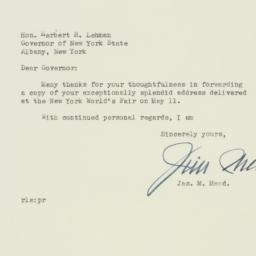 Hon. Herbert H. Lehman
Governor of New York State
Albany, New York
Dear Governor:
Many thanks for your thoughtfulness in forwarding
a copy of your exceptionally splendid address delivered
at the New York World's Fair on May 11.
With continued personal regards, I am
Sincerely yours,
Jim Mead
Jas. M. Mead.
rls:pr